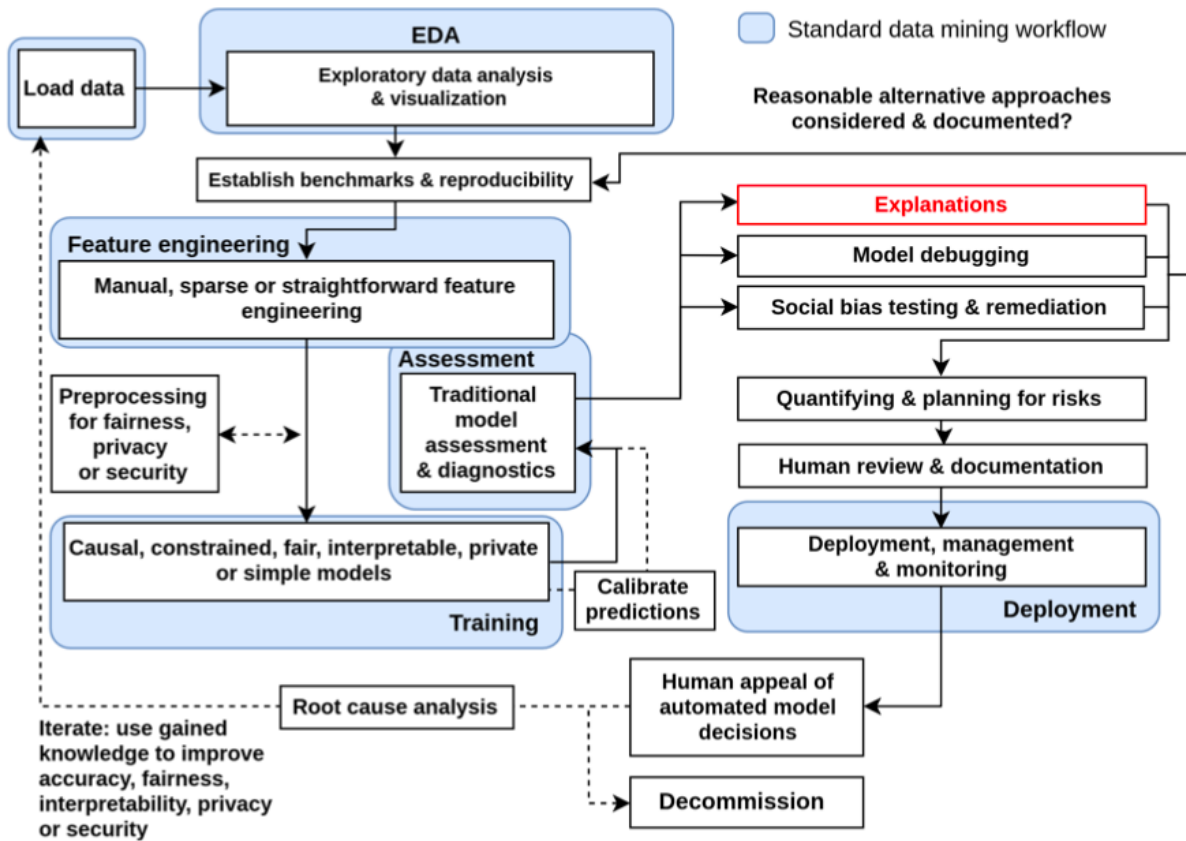 EDA
Standard data mining workflow
Load data
Exploratory data analysis
& visualization
Reasonable alternative approaches
considered & documented?
Establish benchmarks & reproducibility
Explanations
Feature engineering
Model debugging
Manual, sparse or straightforward feature
engineering
Social bias testing & remediation
Assessment
Preprocessing
for fairness,
privacy
or security
Traditional
model
assessment
& diagnostics
Quantifying & planning for risks
Human review & documentation
Causal, constrained, fair, interpretable, private
or simple models
Training
Calibrate
predictions
Deployment, management
& monitoring
Deployment
Human appeal of
automated model
decisions
Root cause analysis
Iterate: use gained
knowledge to improve
accuracy, fairness,
interpretability, privacy
or security
Decommission